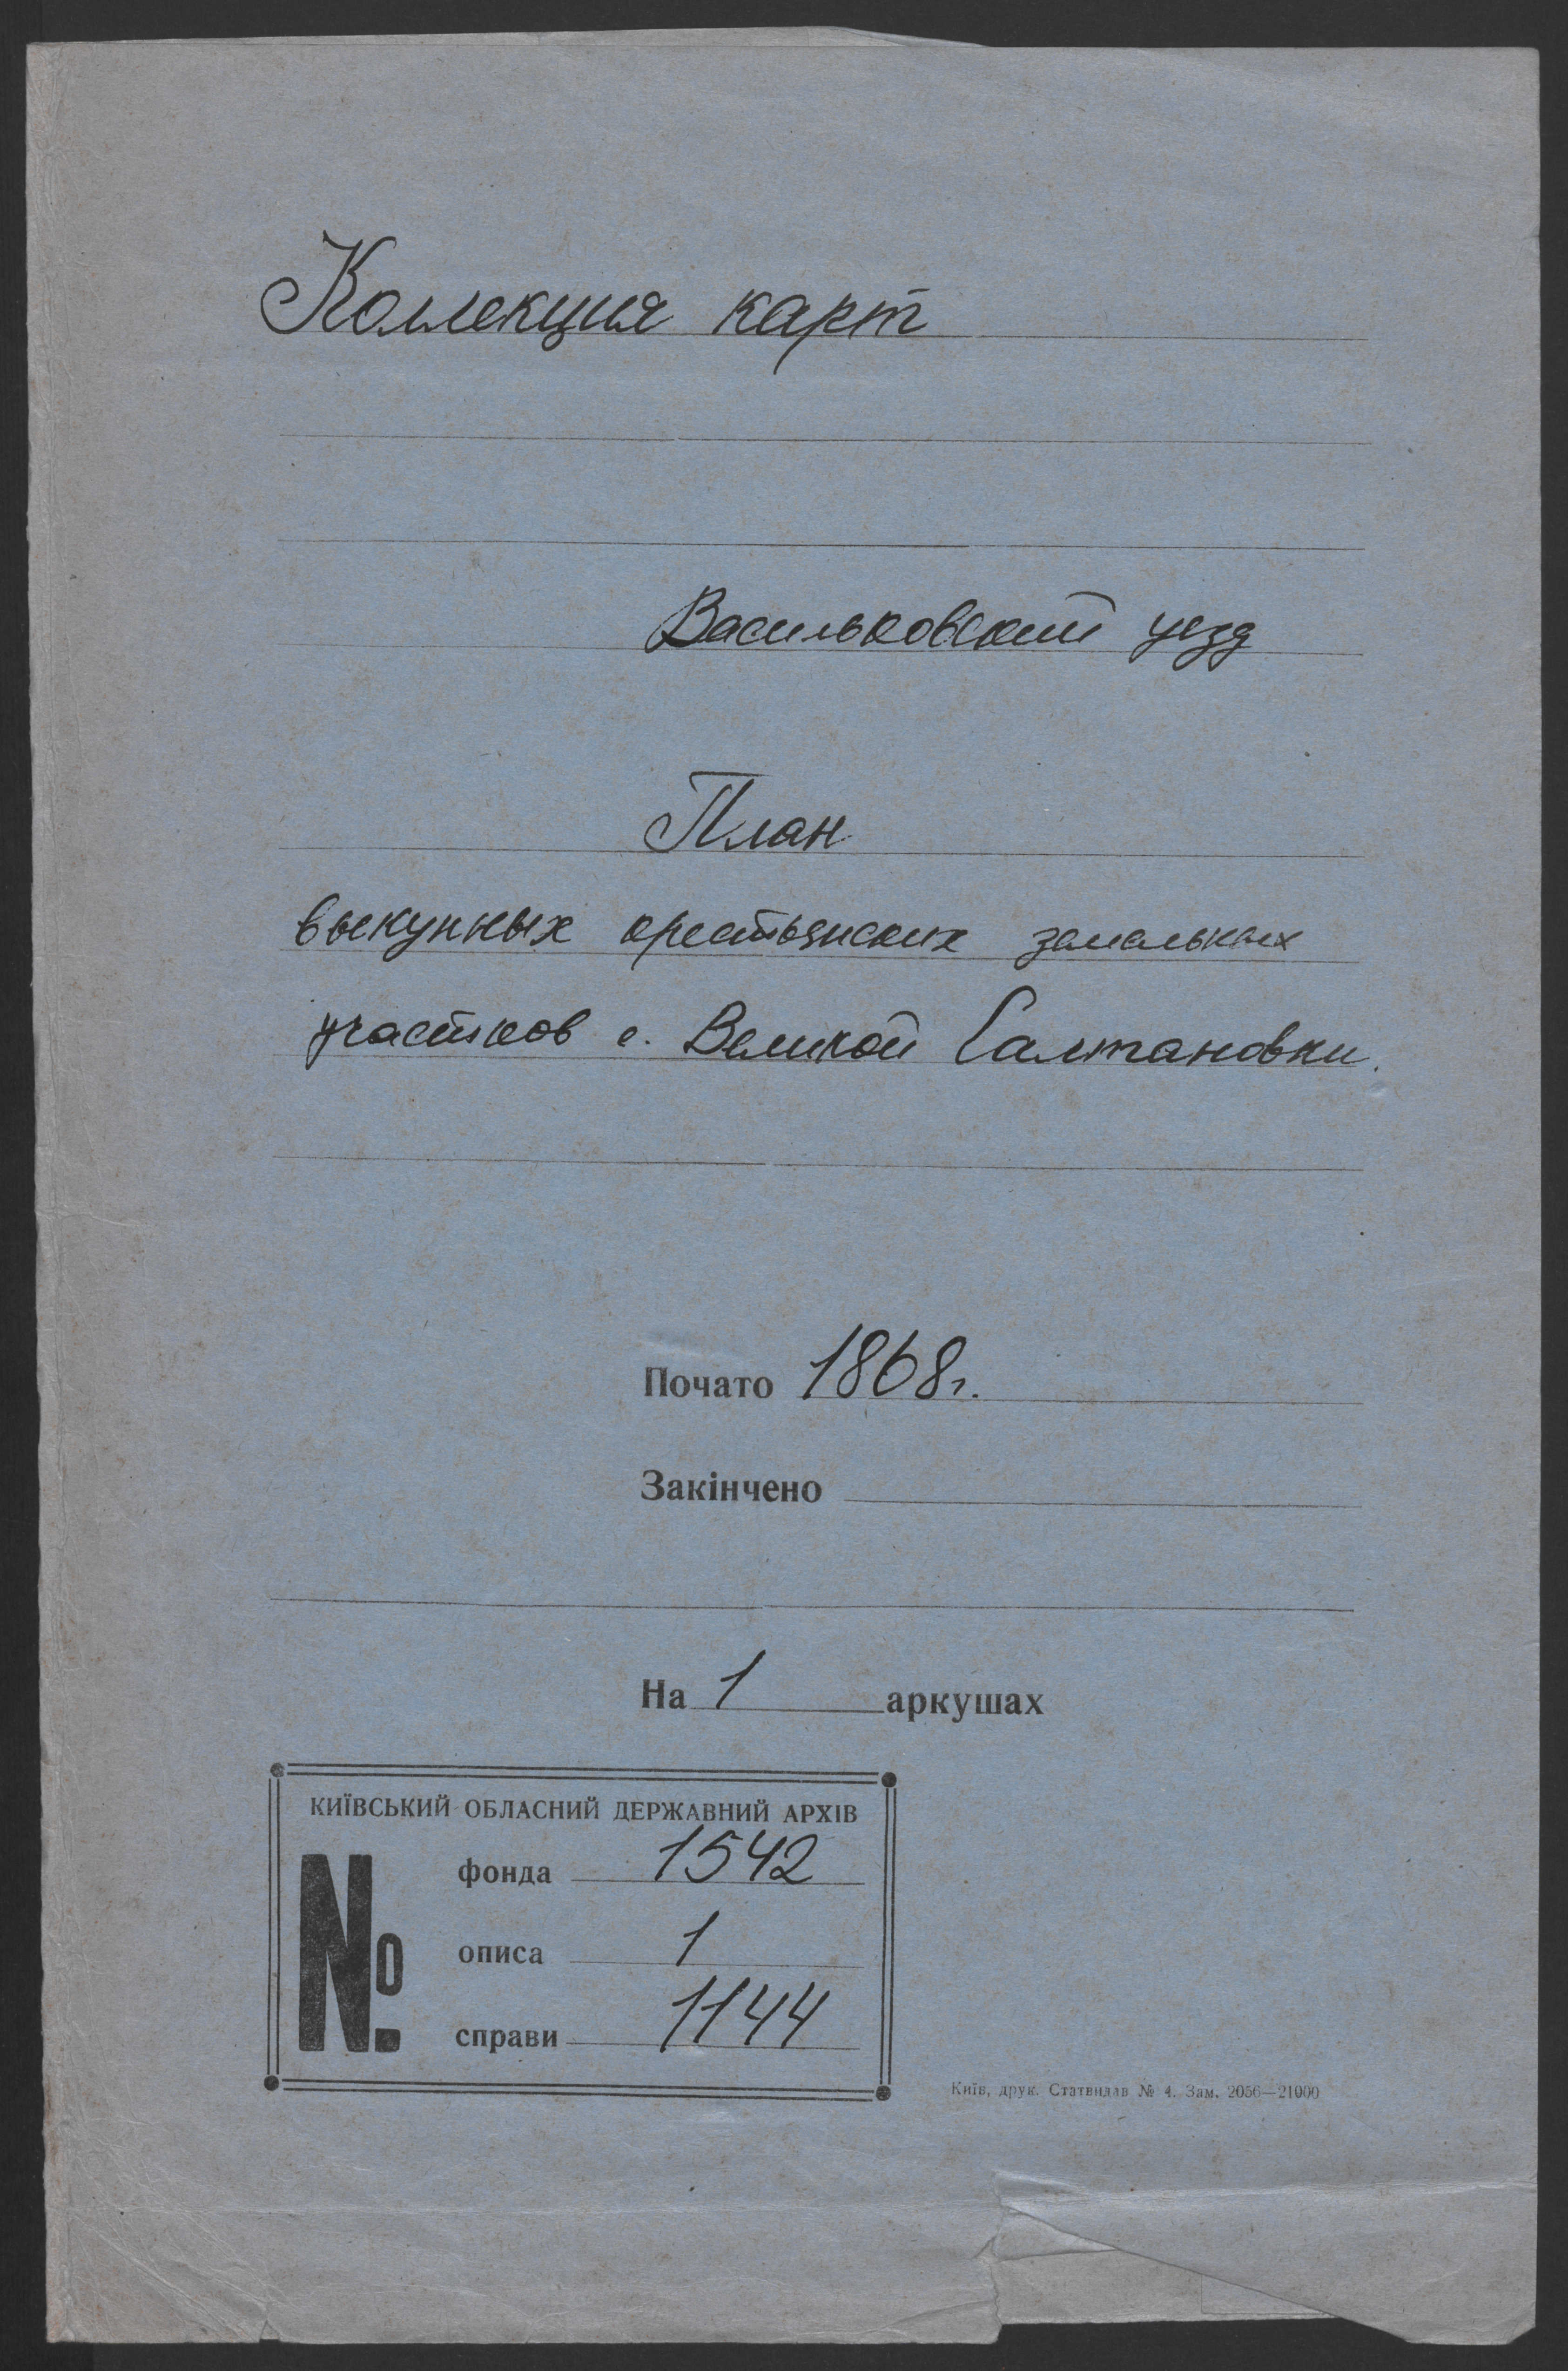 Коллекция карт
Васильковский уезд
План
выкупных крестьянских земельных
участков с. Великой Салтановки.
Почато 1868г.
Закінчено
На 1 аркушах
КИЇВСЬКИЙ ОБЛАСНИЙ ДЕРЖАВНИЙ АРХІВ
№
фонда 1542
описа 1
справи 1144
Київ, друк. Статвидав № 4. Зам. 2056—21000